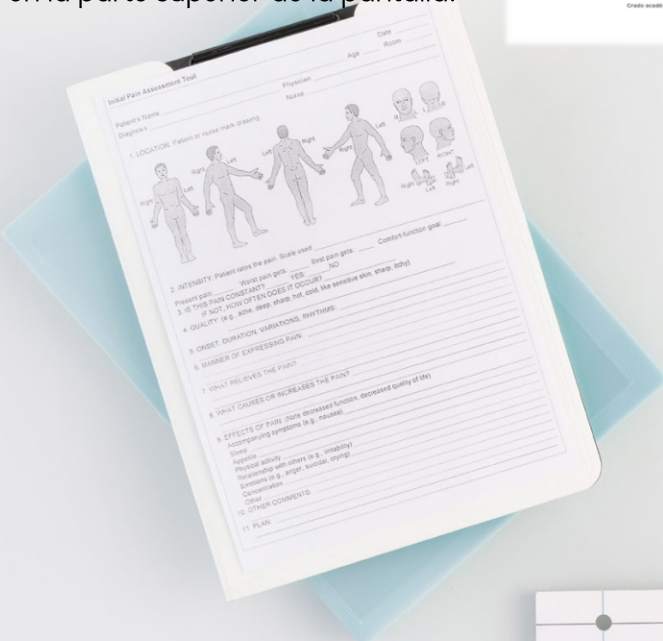 en la parte superior de la pantalla.
Grado acadé
Initial Pain Assessment Tool
Date
Patient's Name Age Room
Diagnosis Physician
Nurse
1. LOCATION: Patient or nurse mark drawing.
Right Left Right Left Left Right Left Right R L L R
LEFT RIGHT
Right Left Right Left
2. INTENSITY: Patient rates the pain. Scale used
Present pain Worst pain gets Best pain gets Comfort-function goal
3. IS THIS PAIN CONSTANT? YES; NO
IF NOT, HOW OFTEN DOES IT OCCUR?
4. QUALITY: (e.g., ache, deep, sharp, hot, cold, like sensitive skin, sharp, itchy)
5. ONSET, DURATION, VARIATIONS, RHYTHMS:
6. MANNER OF EXPRESSING PAIN:
7. WHAT RELIEVES THE PAIN?
8. WHAT CAUSES OR INCREASES THE PAIN?
9. EFFECTS OF PAIN: (Note decreased function, decreased quality of life)
Accompanying symptoms (e.g., nausea)
Sleep
Appetite
Physical activity
Relationship with others (e.g., irritability)
Emotions (e.g., anger, suicidal, crying)
Concentration
Other
10. OTHER COMMENTS:
11. PLAN: